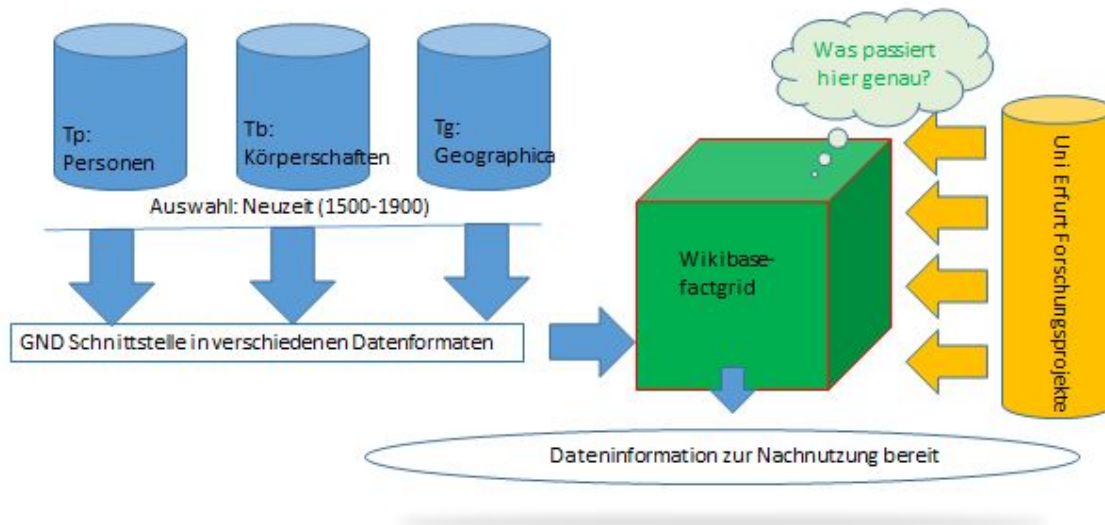 Tp:
Personen
Tb:
Körperschaften
Tg:
Geographica
Auswahl: Neuzeit (1500-1900)
GND Schnittstelle in verschiedenen Datenformaten
Was passiert
hier genau?
Wikibase-
factgrid
Uni Erfurt Forschungsprojekte
Dateninformation zur Nachnutzung bereit